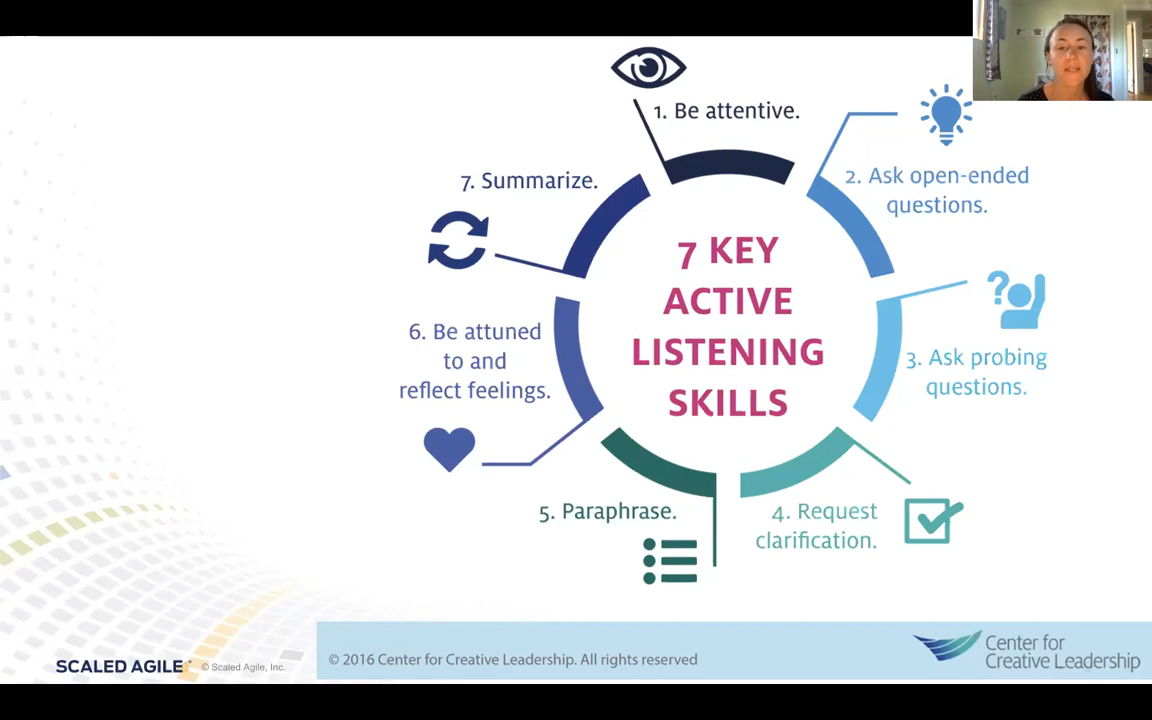 1. Be attentive.
2. Ask open-ended
questions.
3. Ask probing
questions.
4. Request
clarification.
5. Paraphrase.
6. Be attuned
to and
reflect feelings.
7. Summarize.
7 KEY
ACTIVE
LISTENING
SKILLS
?
SCALED AGILE
© Scaled Agile, Inc.
© 2016 Center for Creative Leadership. All rights reserved
Center for
Creative Leadership